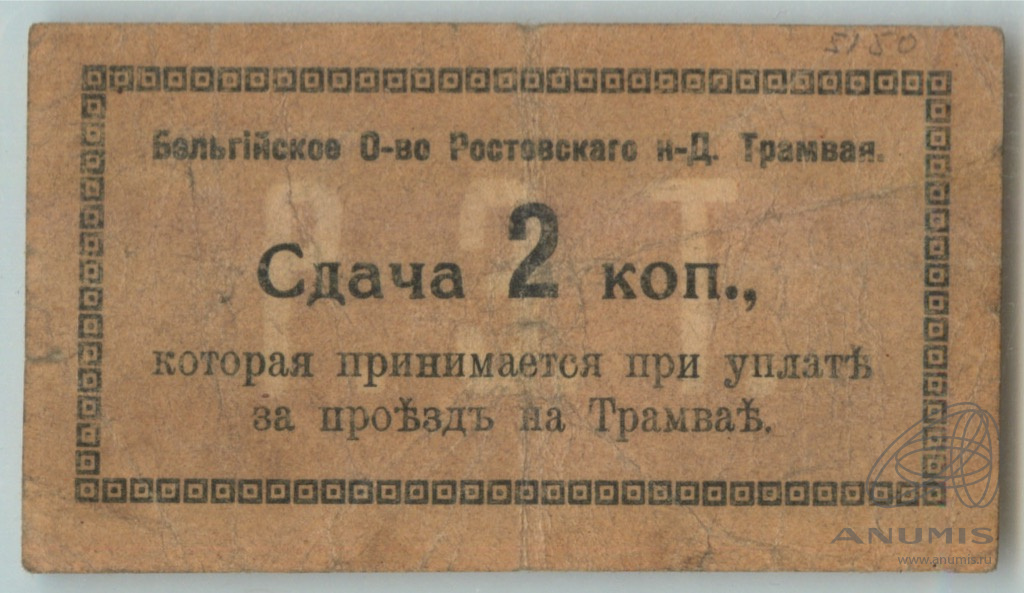 5150
Бельгійское О-во Ростовскаго н-Д. Трамвая.
Р Э Т
Сдача 2 коп.,
которая принимается при уплатѣ
за проѣздъ на Трамваѣ.
ANUMIS
www.anumis.ru